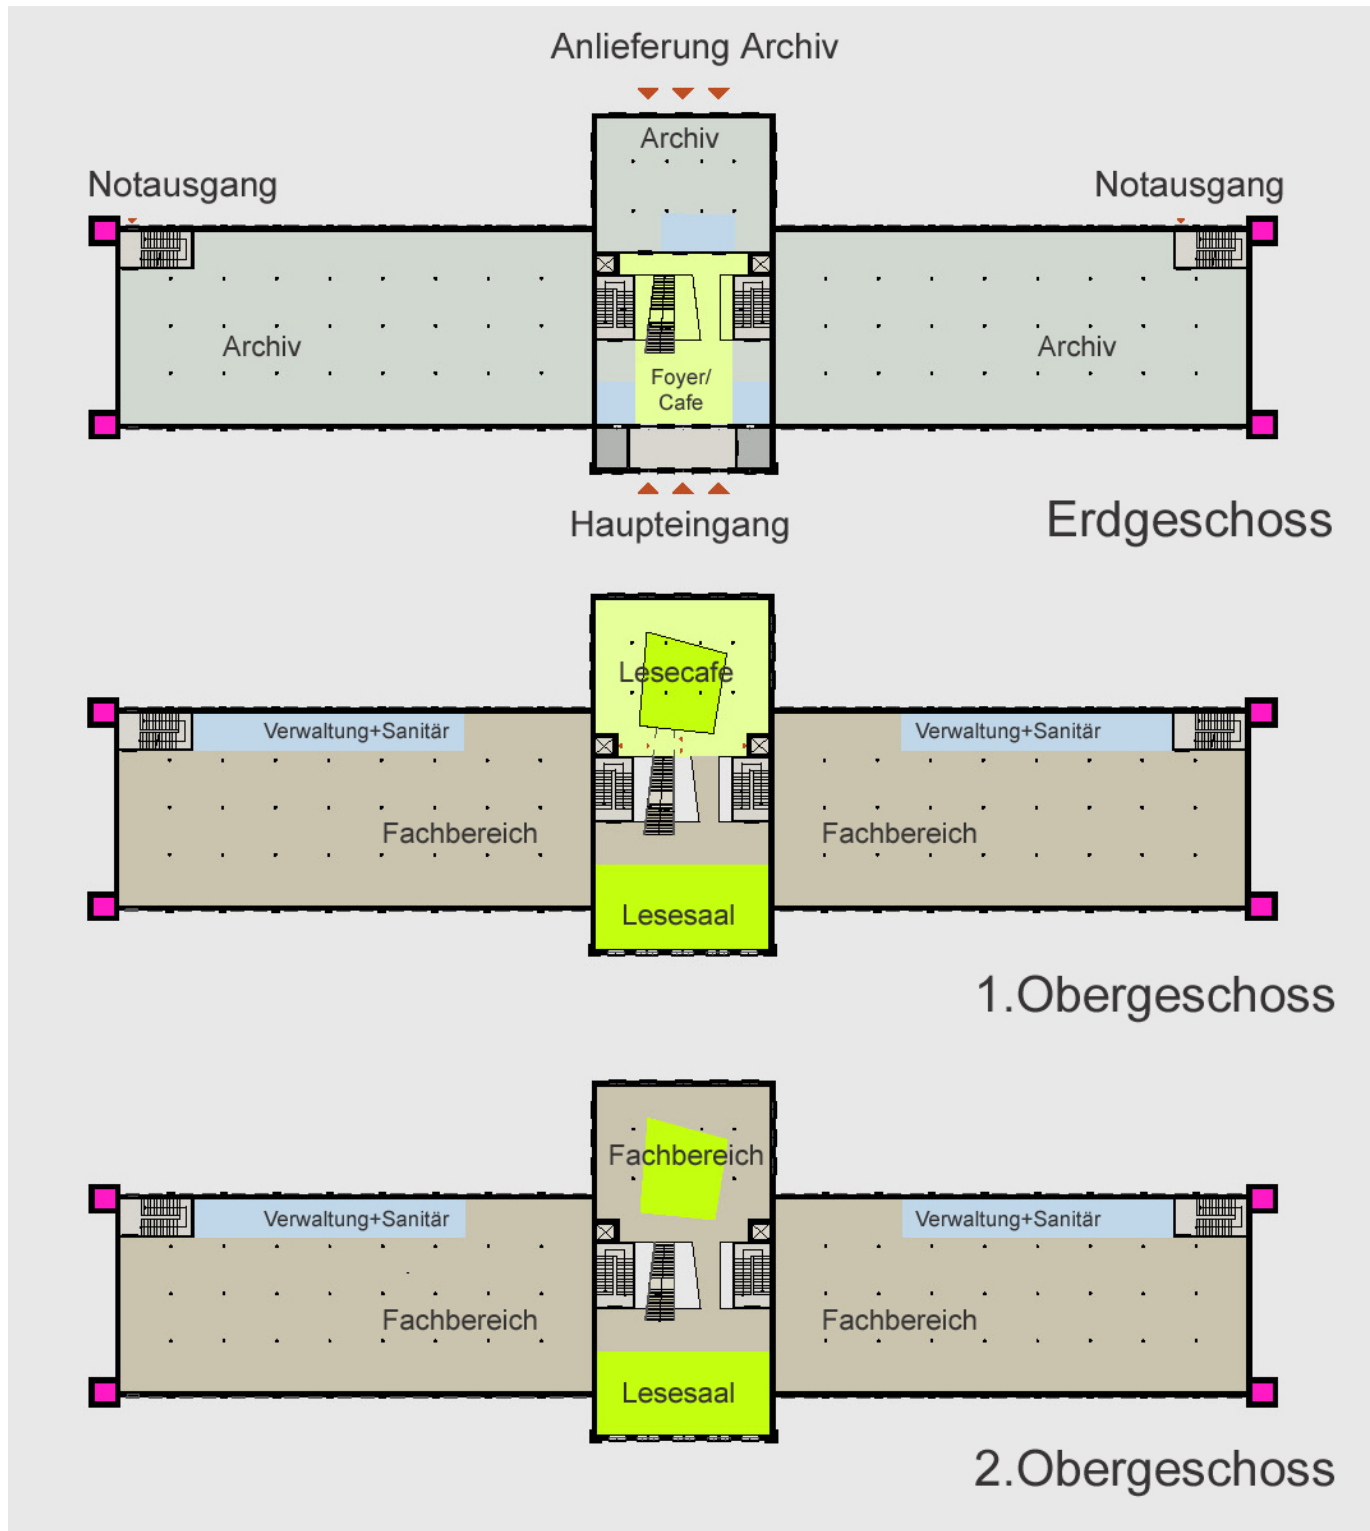 Anlieferung Archiv
Archiv
Notausgang
Notausgang
Archiv
Archiv
Foyer/
Cafe
Haupteingang
Erdgeschoss
Lesecafe
Verwaltung+Sanitär
Verwaltung+Sanitär
Fachbereich
Fachbereich
Lesesaal
1.Obergeschoss
Fachbereich
Verwaltung+Sanitär
Verwaltung+Sanitär
Fachbereich
Fachbereich
Lesesaal
2.Obergeschoss